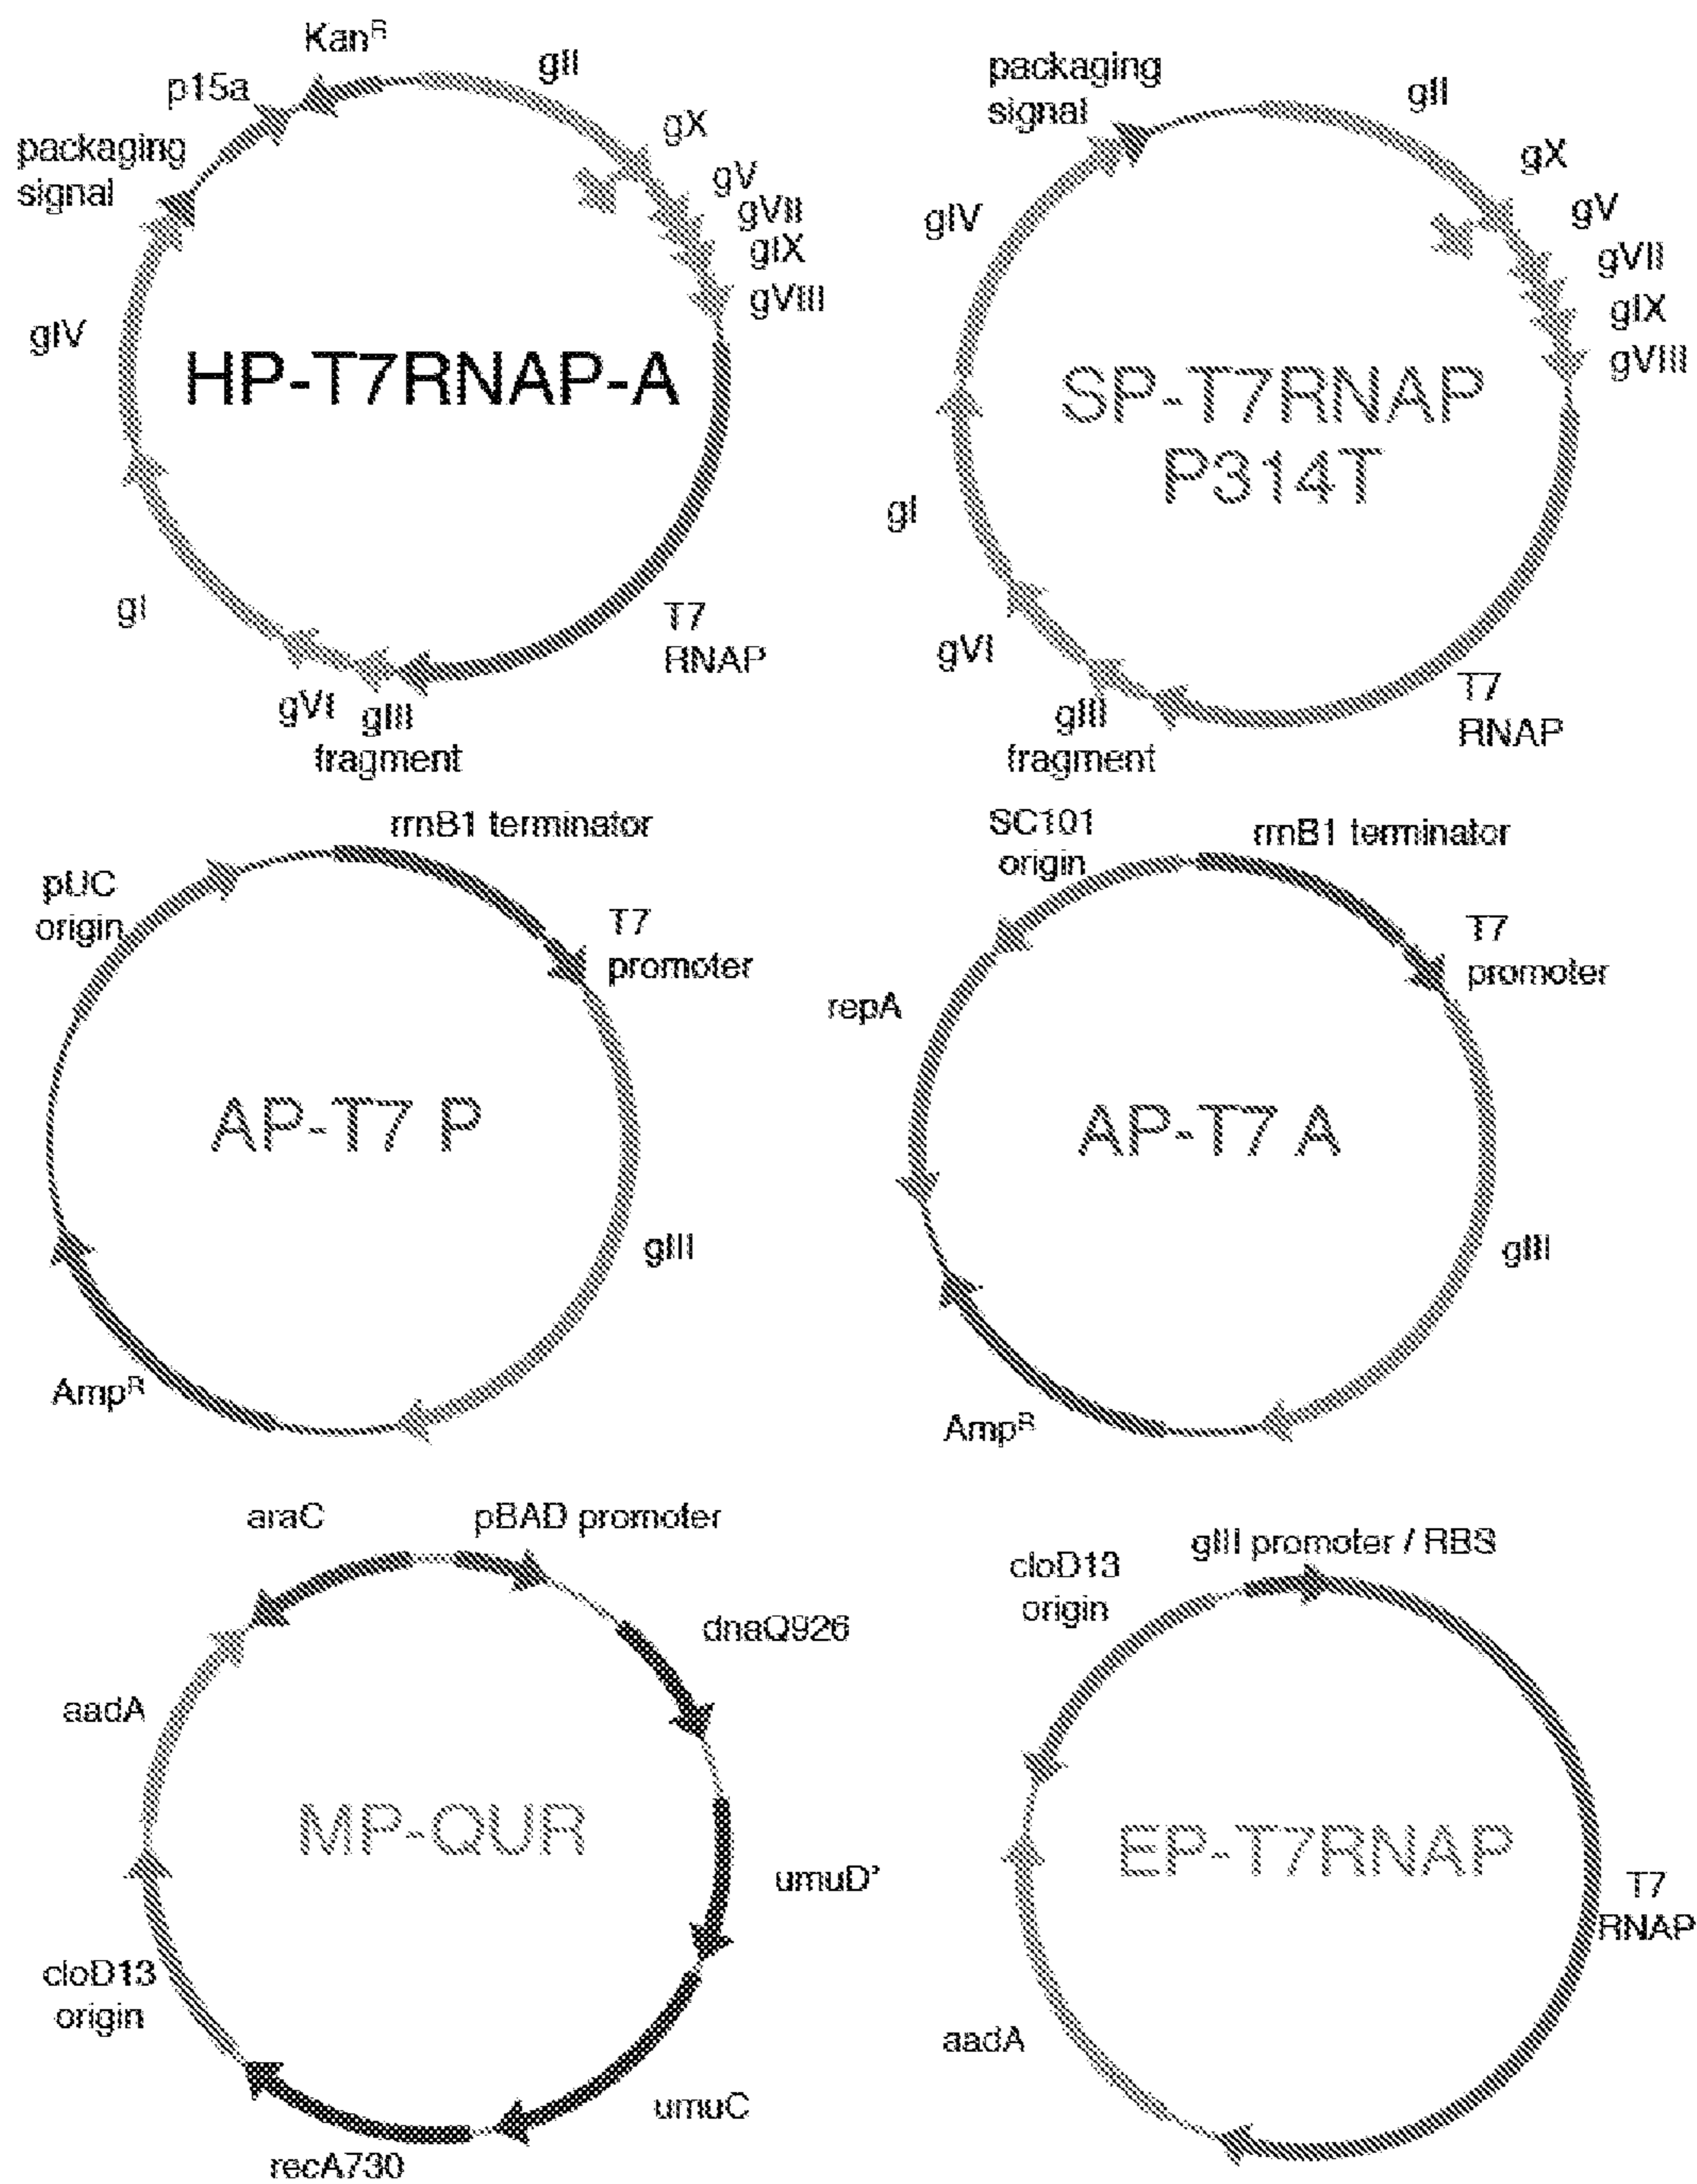 Kan^R
gII
p15a
gX
packaging
signal
gV
gVII
gIX
gVIII
gIV
HP-T7RNAP-A
gI
T7
RNAP
gVI
gIII
fragment
packaging
signal
gII
gX
gV
gIV
gVII
gIX
gVIII
SP-T7RNAP
P314T
gI
gVI
T7
RNAP
gIII
fragment
rrnB1 terminator
pUC
origin
T7
promoter
AP-T7 P
gIII
Amp^R
SC101
origin
rrnB1 terminator
T7
promoter
repA
AP-T7 A
gIII
Amp^R
araC
pBAD promoter
dnaQ926
aadA
MP-QUR
umuD'
cloD13
origin
umuC
recA730
gIII promoter / RBS
cloD13
origin
EP-T7RNAP
T7
RNAP
aadA